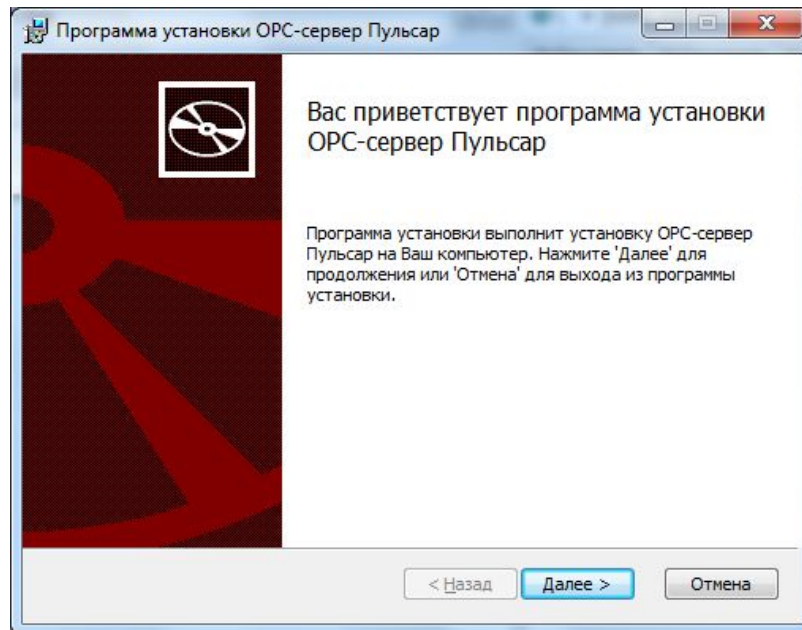 Программа установки OPC-сервер Пульсар
Вас приветствует программа установки
OPC-сервер Пульсар
Программа установки выполнит установку OPC-сервер
Пульсар на Ваш компьютер. Нажмите 'Далее' для
продолжения или 'Отмена' для выхода из программы
установки.
< Назад
Далее >
Отмена